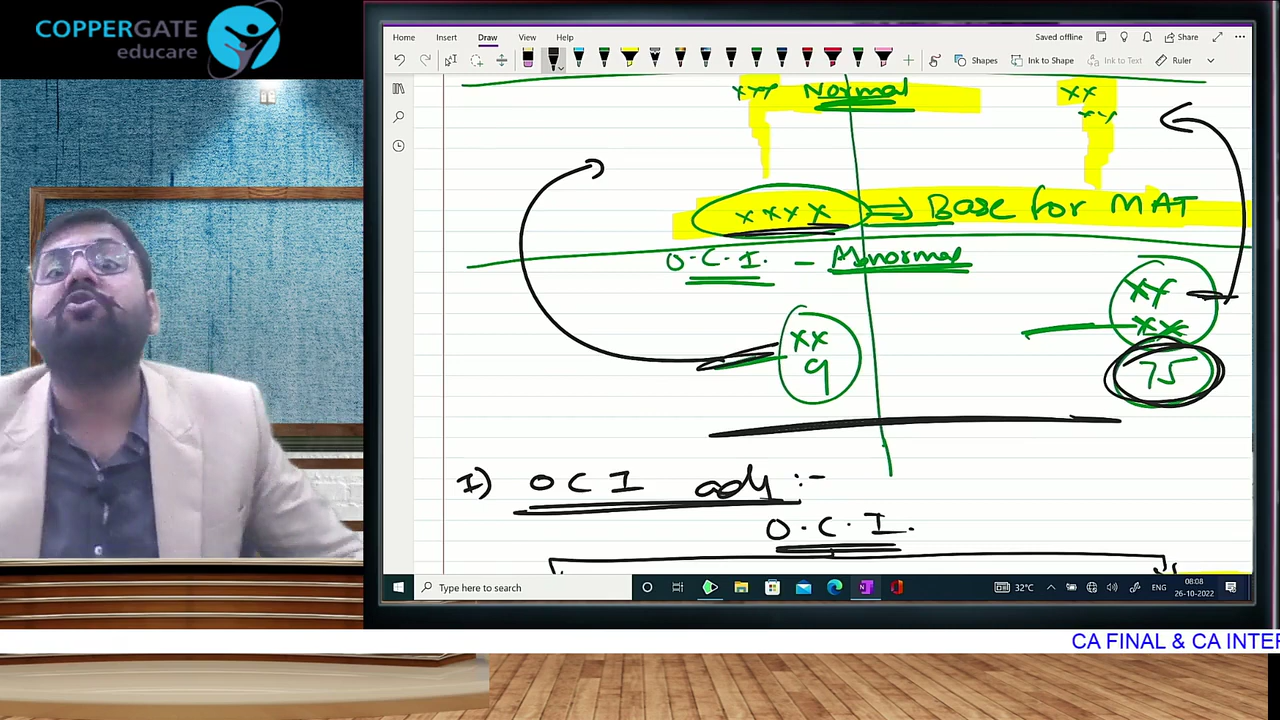 COPPERGATE
educare
Home Insert Draw View Help
Saved offline
Share
Shapes
Ink to Shape
Ink to Text
Ruler
xxx Normal xx
xx
xxxx ⇒ Base for MAT
O.C.I. - Abnormal
xx
xx
xx
9
75
I) OCI adj :-
O.C.I.
Type here to search
32°C
ENG
08:08
26-10-2022
CA FINAL & CA INTER